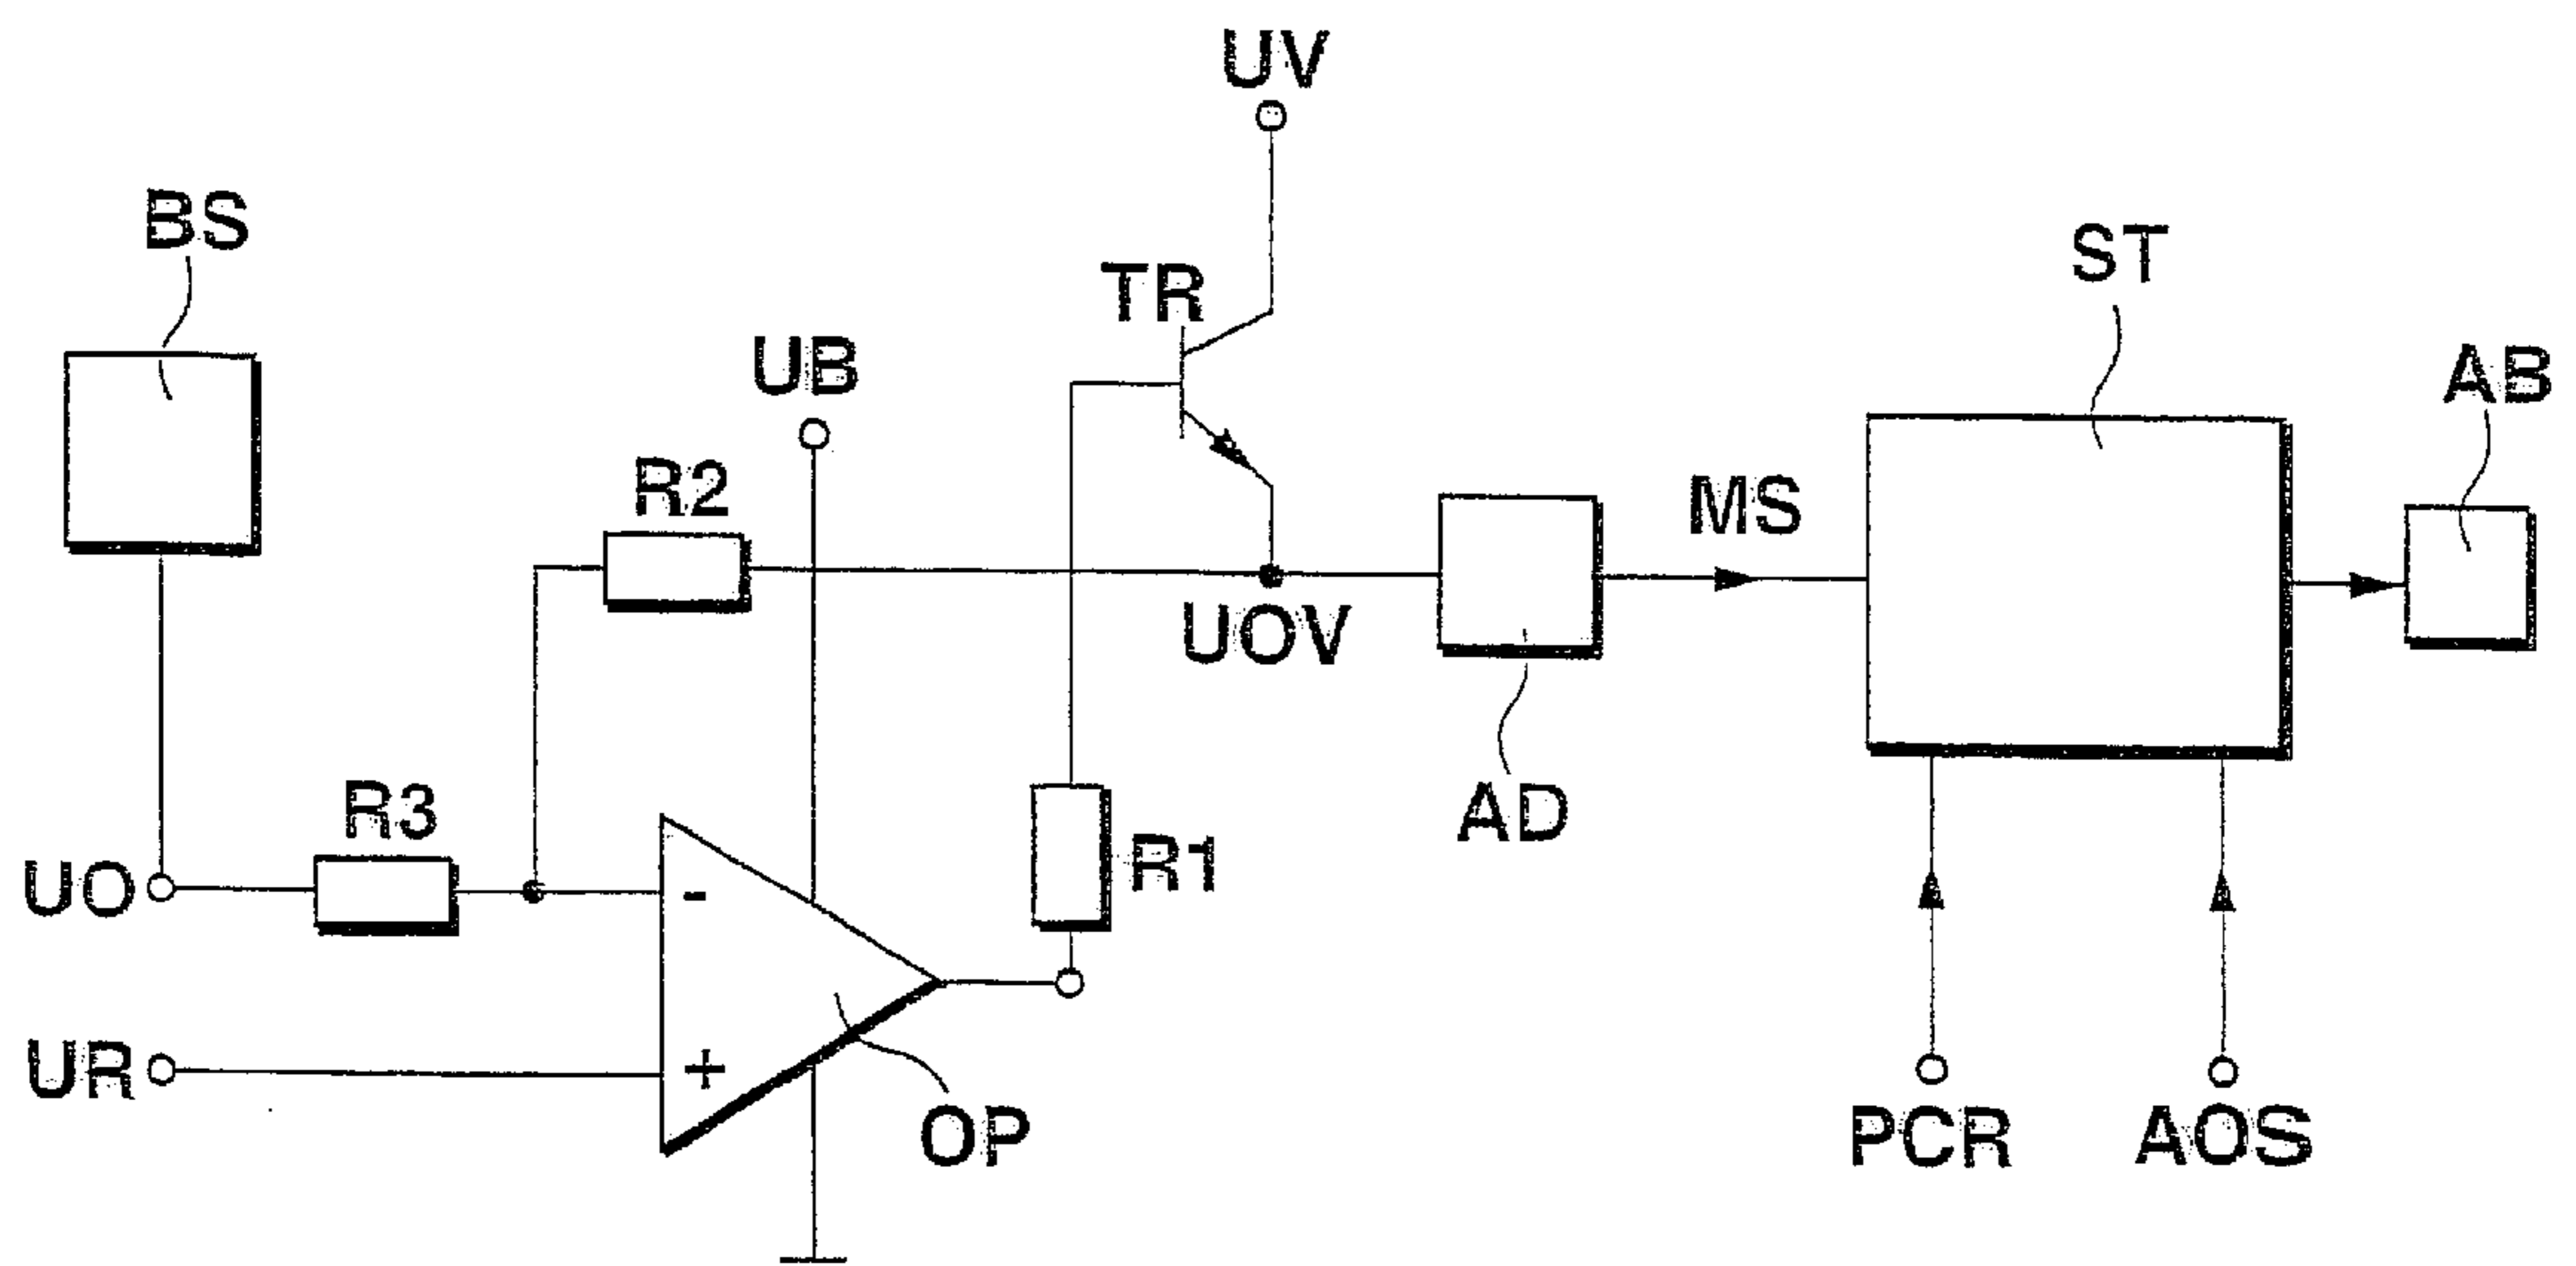 UV
BS
ST
TR
UB
AB
R2
MS
UOV
R3
AD
R1
UO
-
UR
+
OP
PCR
AOS